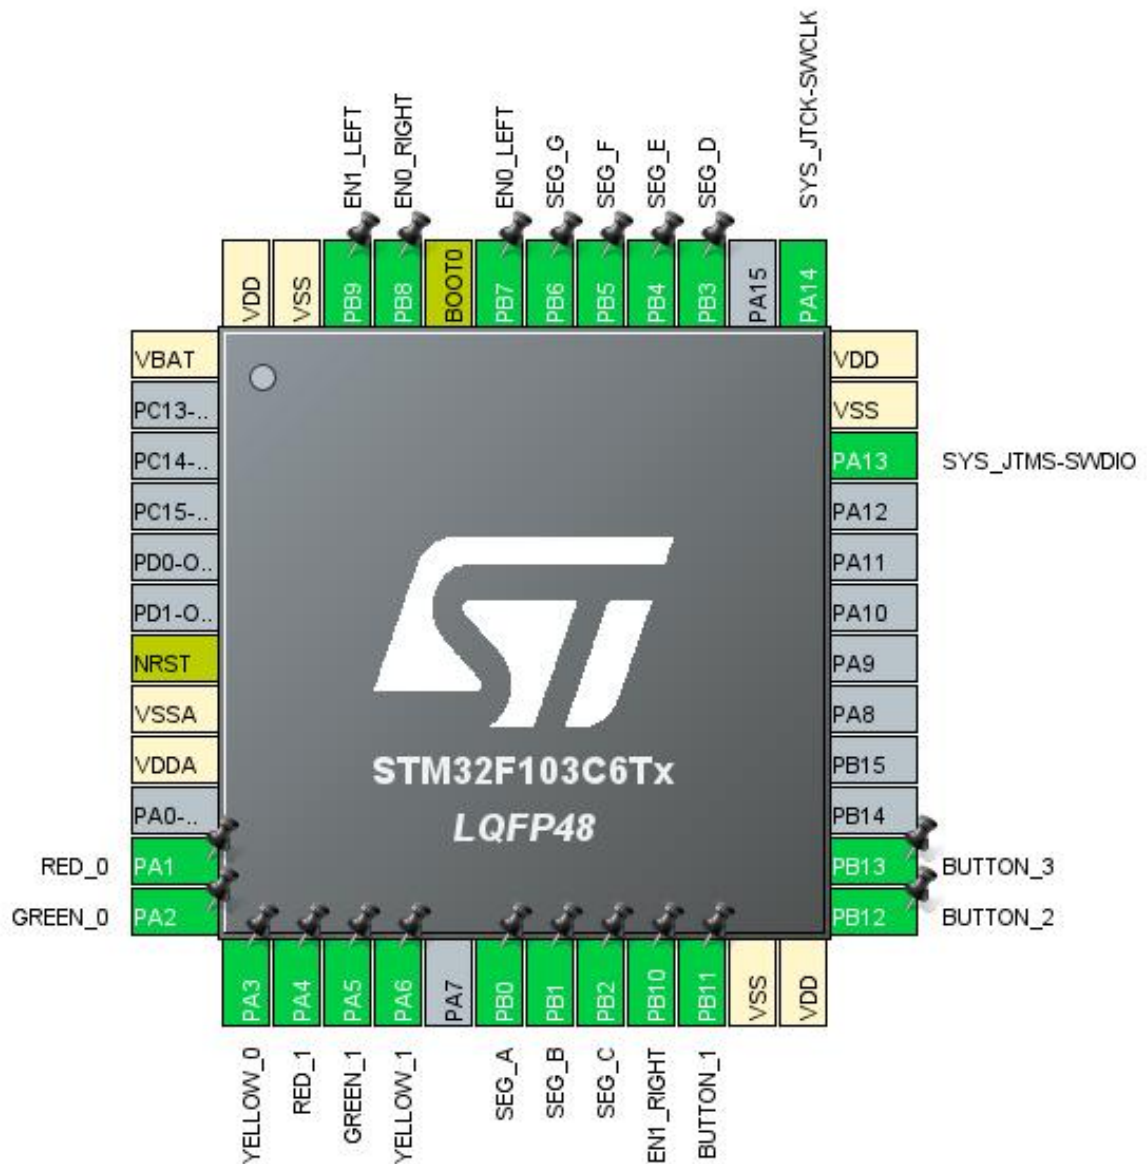 EN1_LEFT
EN0_RIGHT
EN0_LEFT
SEG_G
SEG_F
SEG_E
SEG_D
SYS_JTCK-SWCLK
VDD
VSS
PB9
PB8
BOOT0
PB7
PB6
PB5
PB4
PB3
PA15
PA14
VBAT
PC13-..
PC14-..
PC15-..
PD0-O..
PD1-O..
NRST
VSSA
VDDA
PA0-..
RED_0 PA1
GREEN_0 PA2
VDD
VSS
PA13 SYS_JTMS-SWDIO
PA12
PA11
PA10
PA9
PA8
PB15
PB14
PB13 BUTTON_3
PB12 BUTTON_2
ST
STM32F103C6Tx
LQFP48
PA3
PA4
PA5
PA6
PA7
PB0
PB1
PB2
PB10
PB11
VSS
VDD
YELLOW_0
RED_1
GREEN_1
YELLOW_1
SEG_A
SEG_B
SEG_C
EN1_RIGHT
BUTTON_1